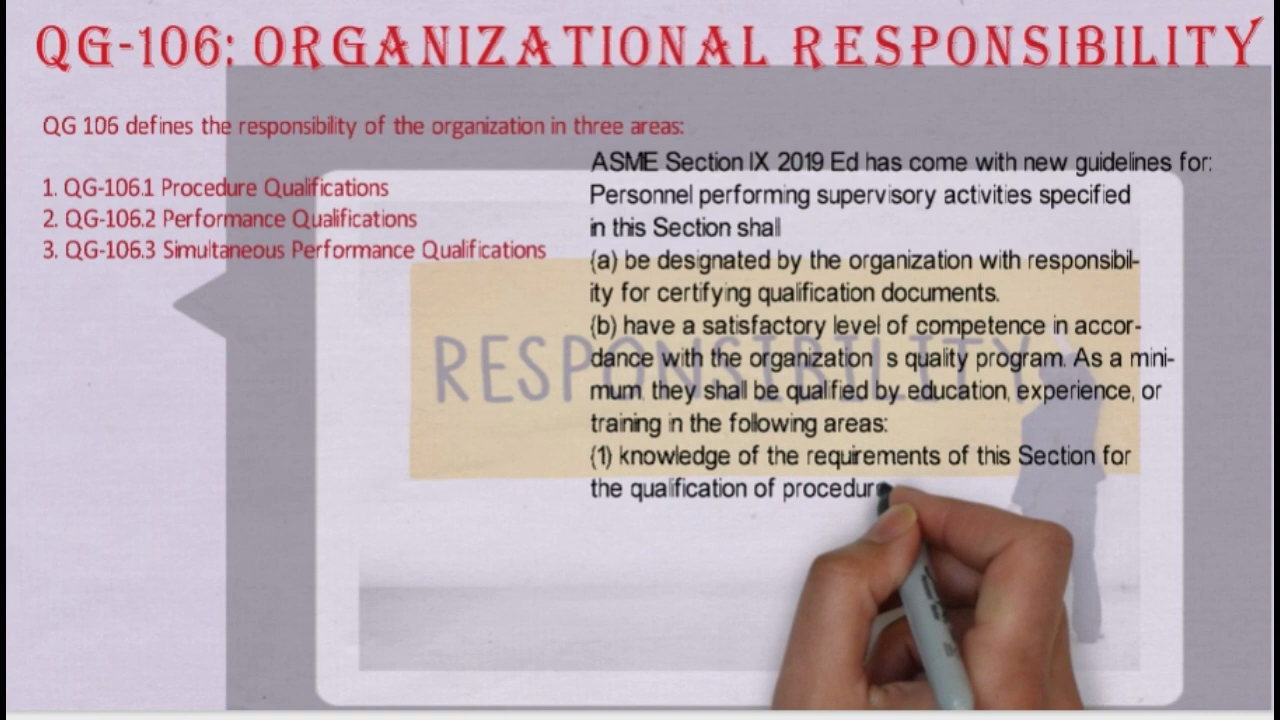 QG-106: ORGANIZATIONAL RESPONSIBILITY
QG 106 defines the responsibility of the organization in three areas:
1. QG-106.1 Procedure Qualifications
2. QG-106.2 Performance Qualifications
3. QG-106.3 Simultaneous Performance Qualifications
ASME Section IX 2019 Ed has come with new guidelines for:
Personnel performing supervisory activities specified
in this Section shall
(a) be designated by the organization with responsibil-
ity for certifying qualification documents.
(b) have a satisfactory level of competence in accor-
dance with the organization s quality program. As a mini-
mum, they shall be qualified by education, experience, or
training in the following areas:
(1) knowledge of the requirements of this Section for
the qualification of procedure
RESPONSIBILITY